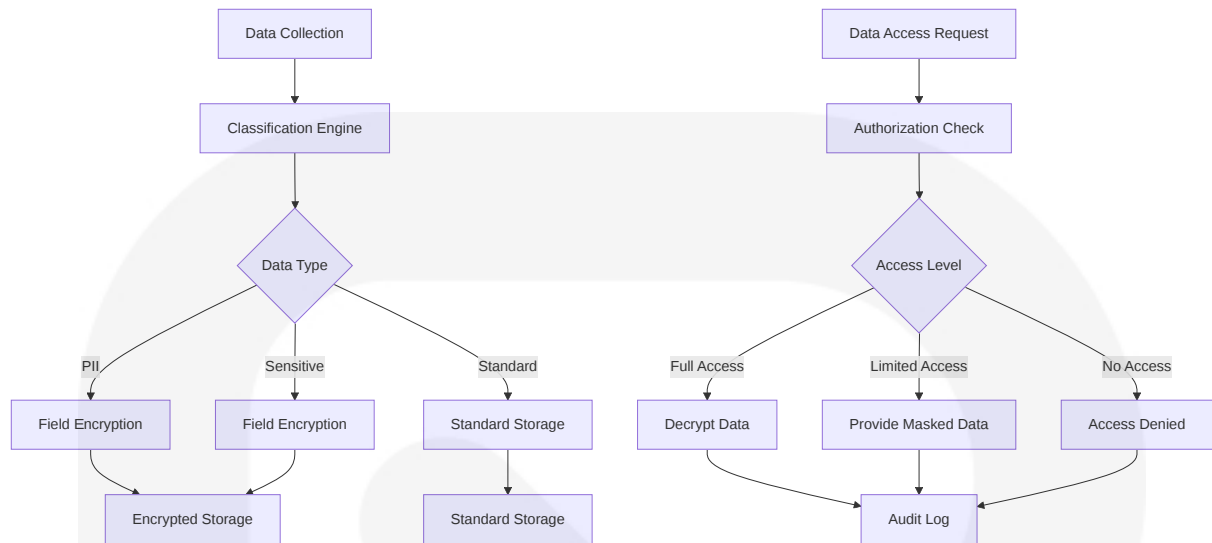 Data Collection
Data Access Request
Classification Engine
Authorization Check
Data Type
Access Level
PII
Sensitive
Standard
Full Access
Limited Access
No Access
Field Encryption
Field Encryption
Standard Storage
Decrypt Data
Provide Masked Data
Access Denied
Encrypted Storage
Standard Storage
Audit Log